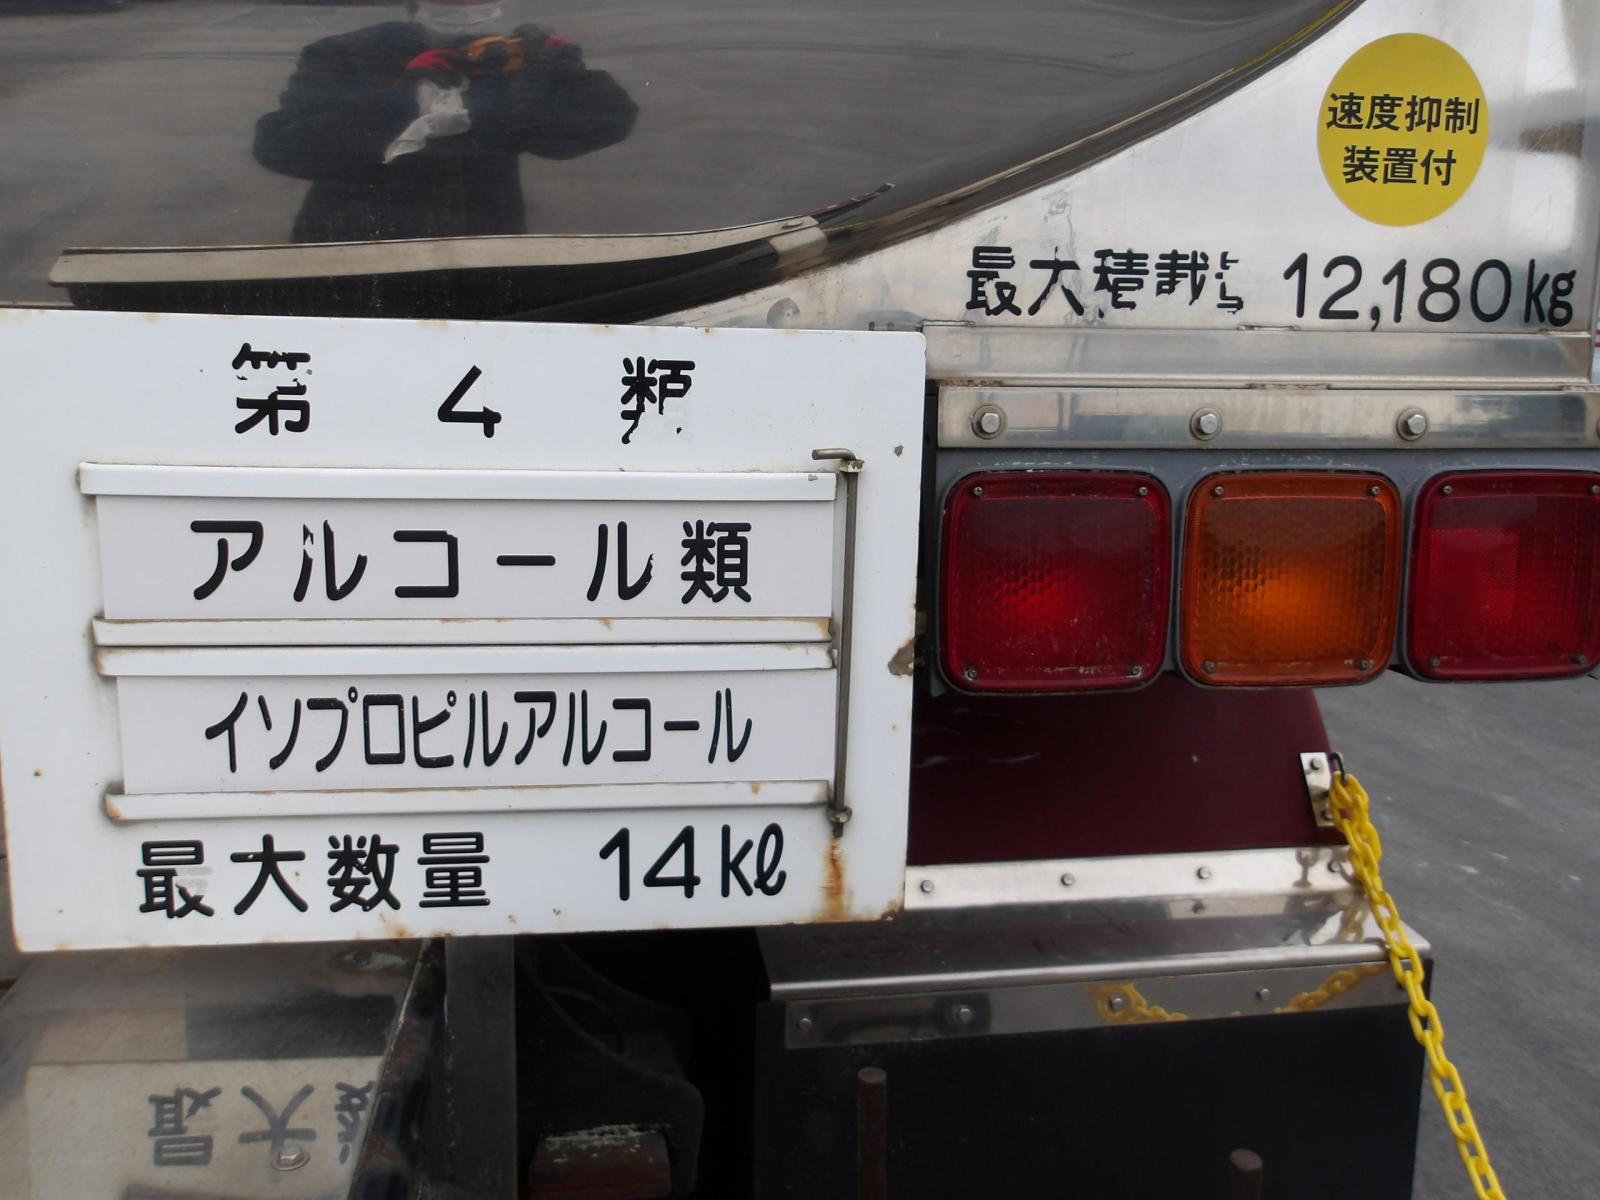 速度抑制
装置付
最大積載 12,180kg
第 4 類
アルコール類
イソプロピルアルコール
最大数量 14kl